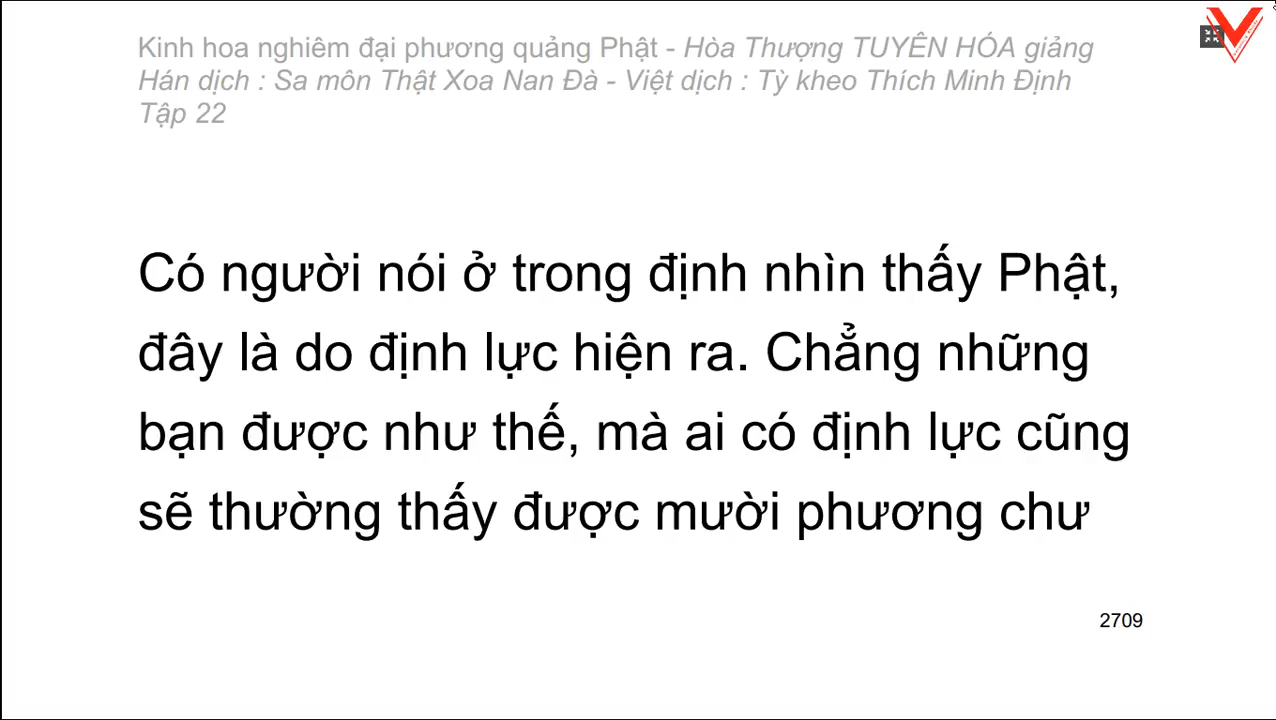 Kinh hoa nghiêm đại phương quảng Phật - Hòa Thượng TUYÊN HÓA giảng
Hán dịch : Sa môn Thật Xoa Nan Đà - Việt dịch : Tỳ kheo Thích Minh Định
Tập 22
Có người nói ở trong định nhìn thấy Phật,
đây là do định lực hiện ra. Chẳng những
bạn được như thế, mà ai có định lực cũng
sẽ thường thấy được mười phương chư
2709